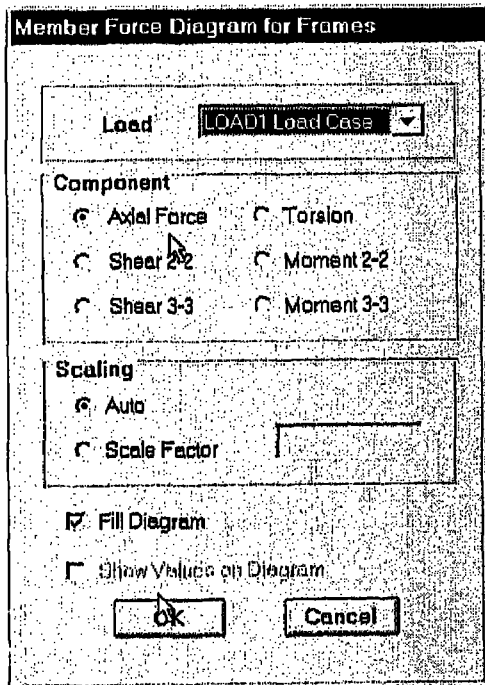 Member Force Diagram for Frames
Load LOAD1 Load Case
Component
Axial Force Torsion
Shear 2-2 Moment 2-2
Shear 3-3 Moment 3-3
Scaling
Auto
Scale Factor
Fill Diagram
Show Values on Diagram
OK Cancel